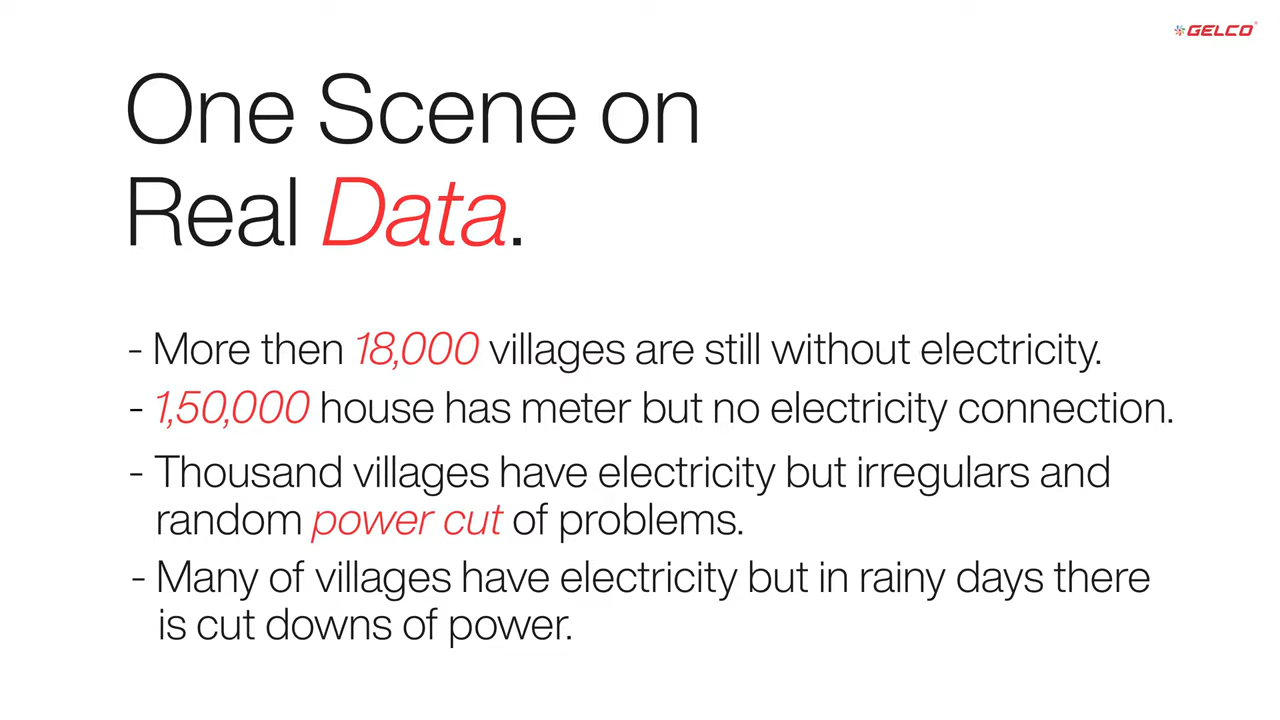 GELCO
One Scene on
Real Data.
- More then 18,000 villages are still without electricity.
- 1,50,000 house has meter but no electricity connection.
- Thousand villages have electricity but irregulars and
random power cut of problems.
- Many of villages have electricity but in rainy days there
is cut downs of power.